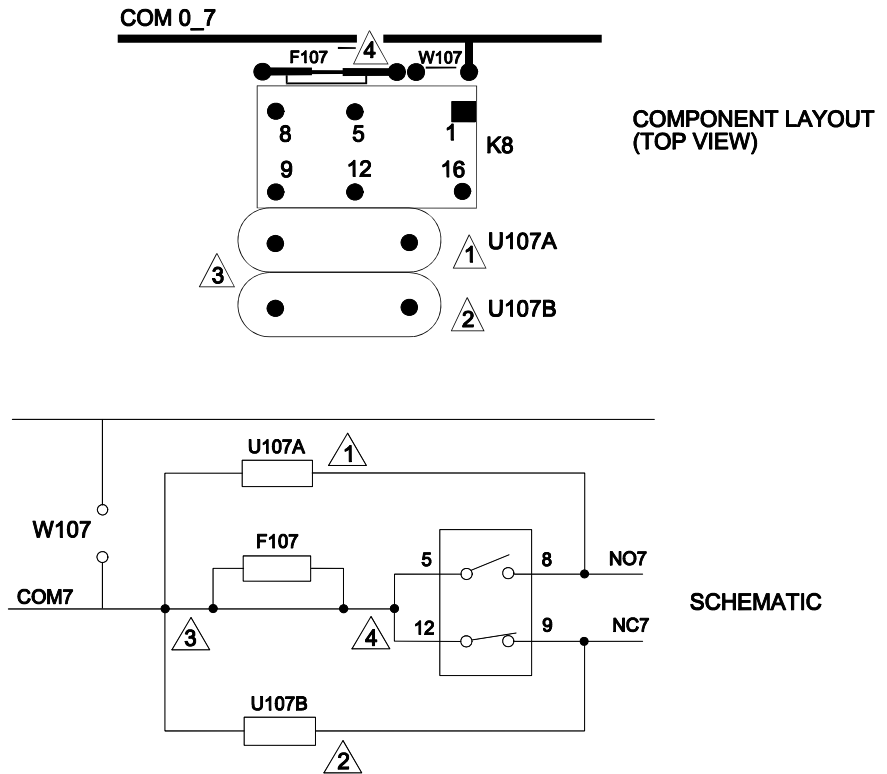 COM 0_7
F107
4
W107
COMPONENT LAYOUT
(TOP VIEW)
8
5
1
K8
9
12
16
1
U107A
3
2
U107B
U107A
1
W107
F107
5
8
NO7
COM7
SCHEMATIC
3
4
12
9
NC7
U107B
2